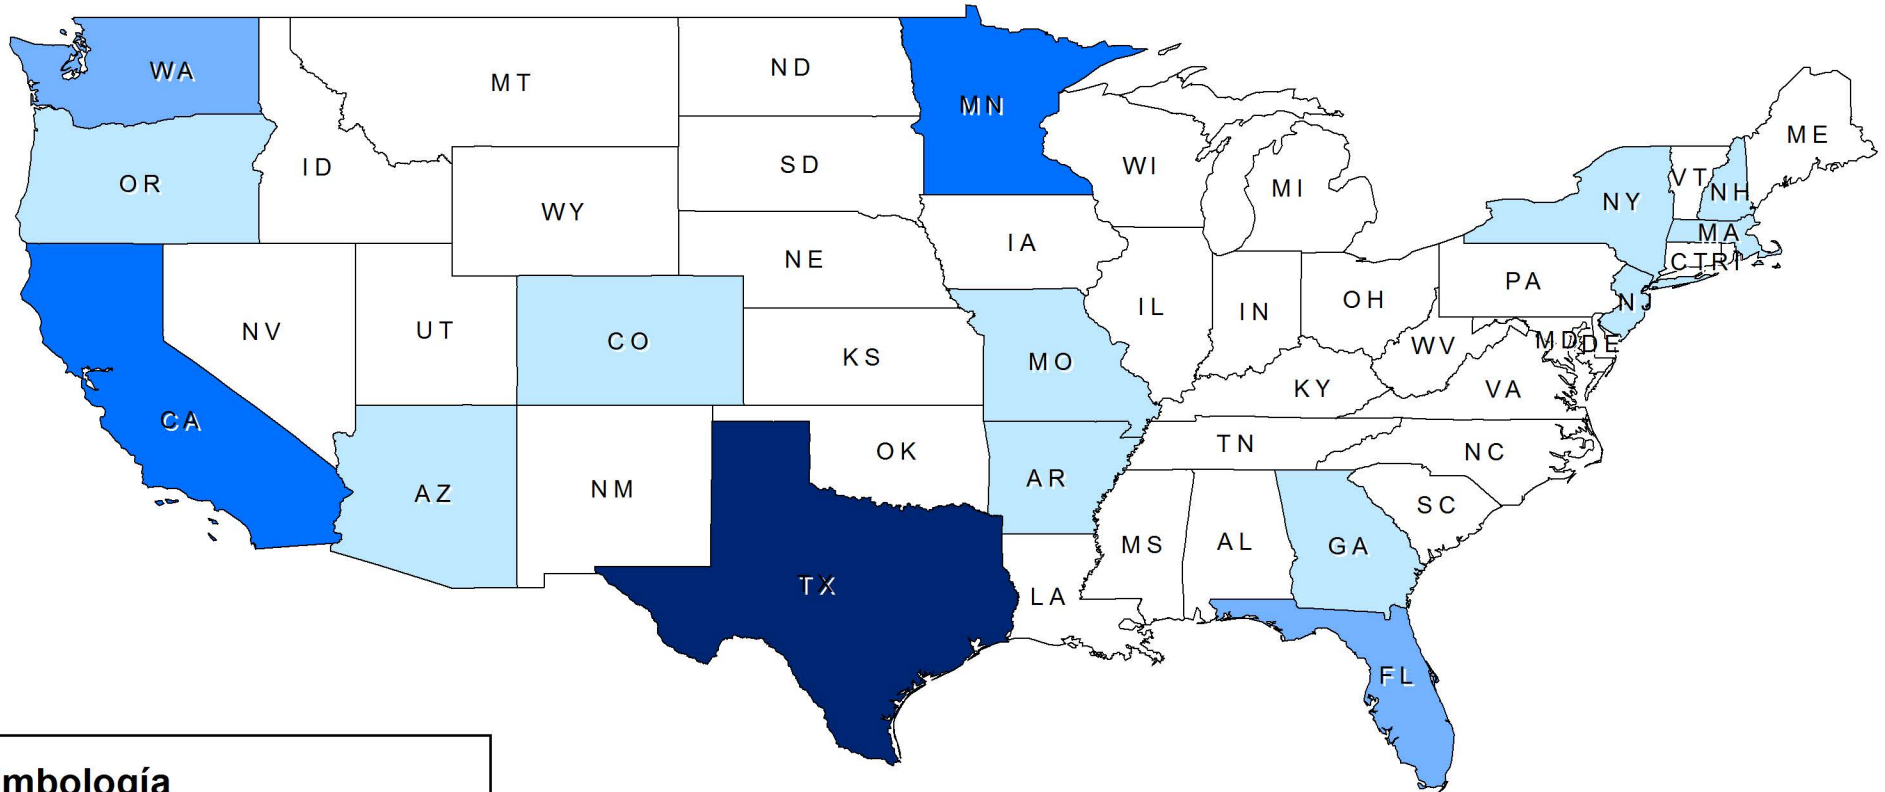 WA
MT
ND
MN
OR
ID
SD
WI
MI
ME
VT
NH
NY
WY
MA
IA
NE
CT
RI
PA
NJ
NV
UT
CO
KS
MO
IL
IN
OH
WV
MD
DE
VA
KY
CA
AZ
NM
OK
AR
TN
NC
SC
TX
LA
MS
AL
GA
FL
mbología